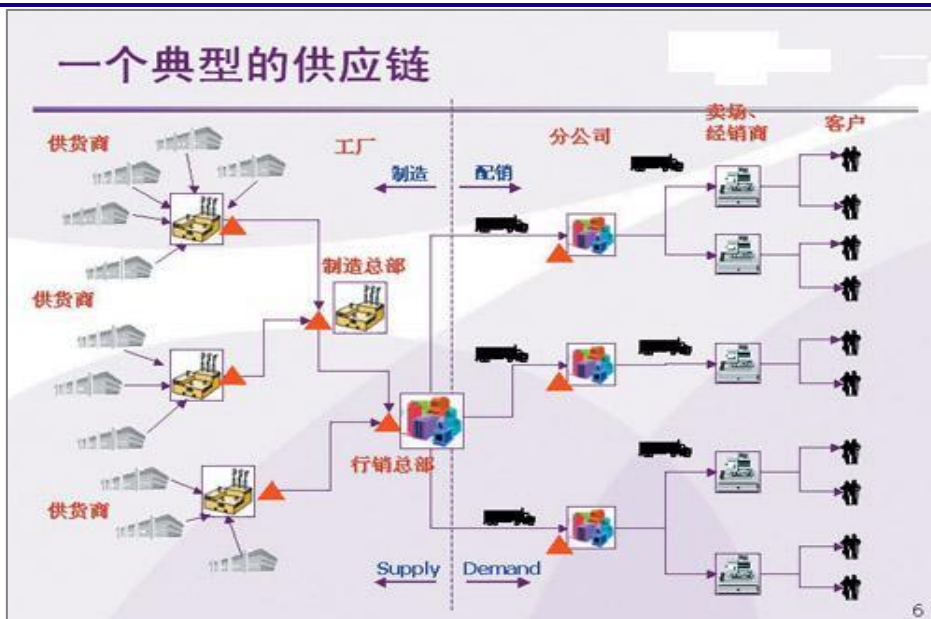 一个典型的供应链
供货商
工厂
制造
配销
分公司
卖场、
经销商
客户
制造总部
供货商
行销总部
供货商
Supply
Demand
6